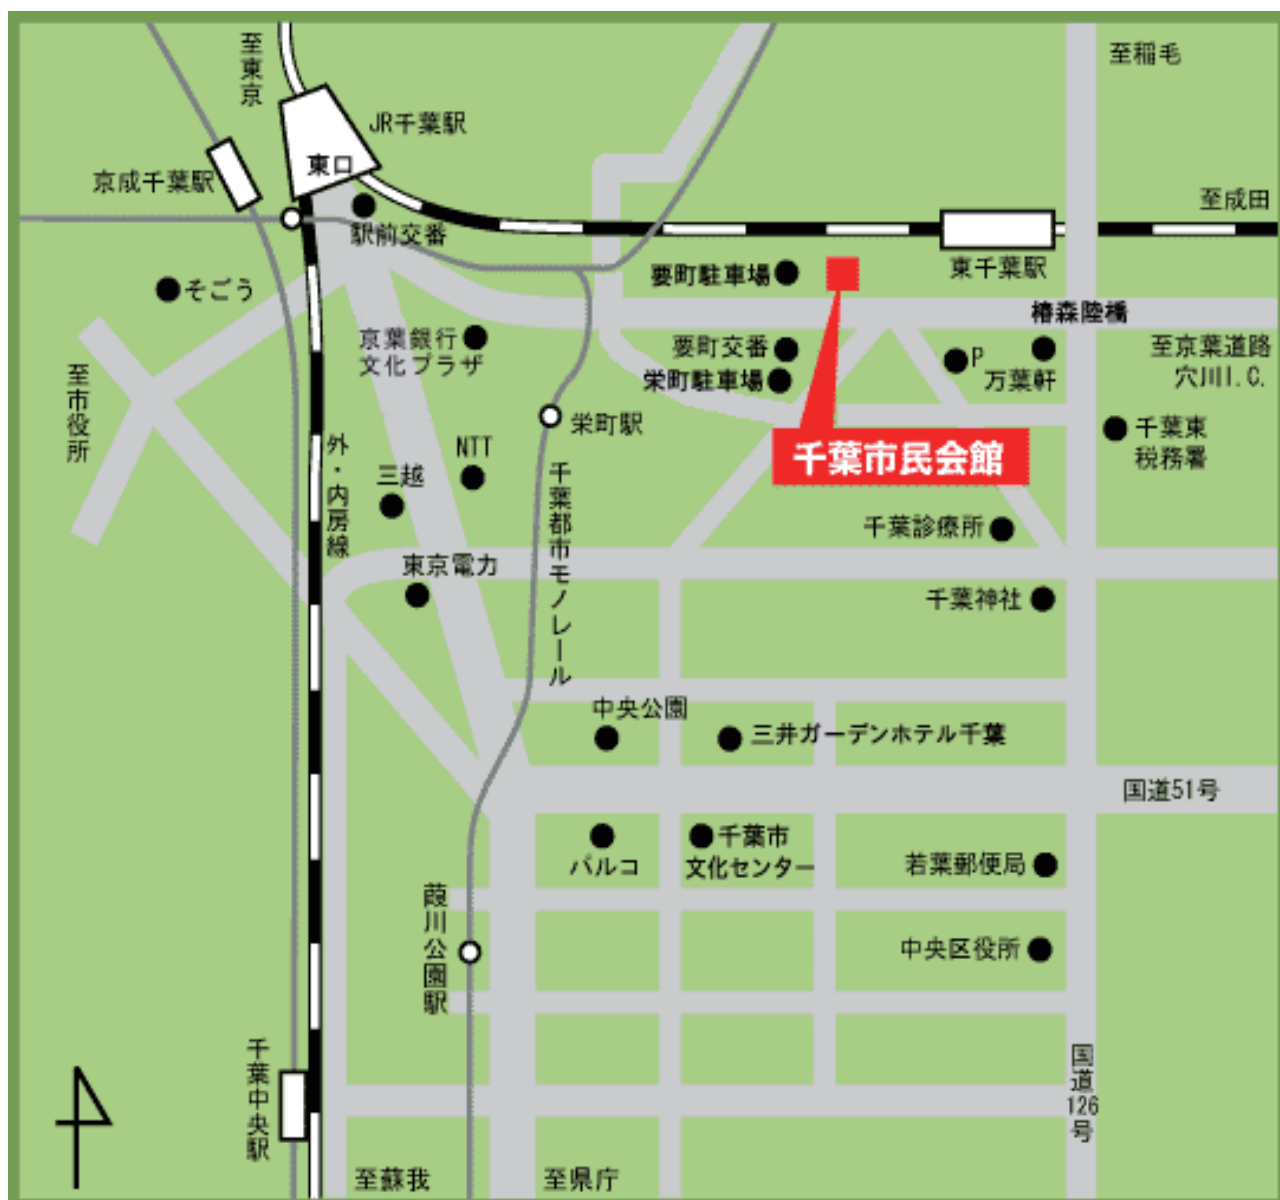 至東京
至稲毛
JR千葉駅
東口
京成千葉駅
至成田
駅前交番
東千葉駅
要町駐車場
そごう
椿森陸橋
京葉銀行
文化プラザ
要町交番
至京葉道路
穴川I.C.
P
万葉軒
栄町駐車場
至市役所
栄町駅
千葉東
税務署
外・内房線
NTT
千葉市民会館
三越
千葉都市モノレール
千葉診療所
東京電力
千葉神社
中央公園
三井ガーデンホテル千葉
国道51号
パルコ
千葉市
文化センター
若葉郵便局
葭川公園駅
中央区役所
千葉中央駅
国道126号
至蘇我
至県庁